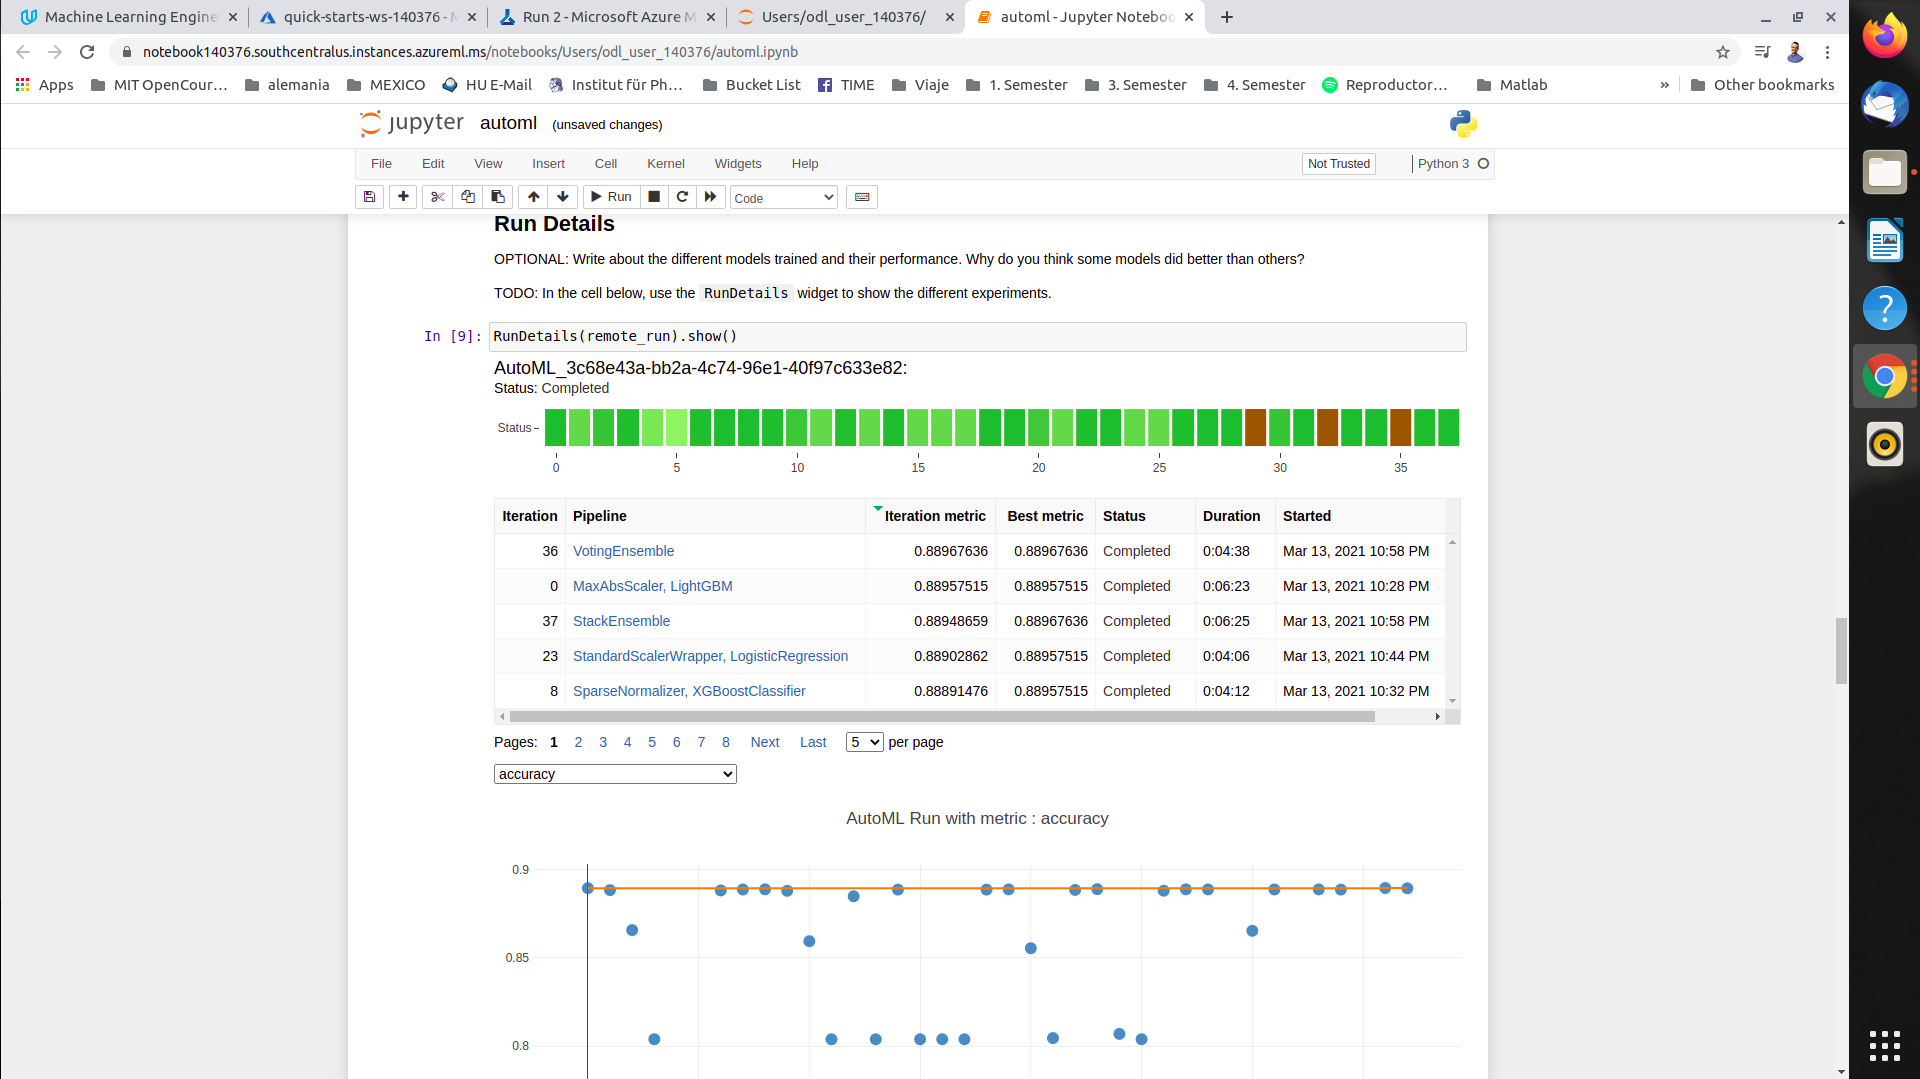 Machine Learning Engine
quick-starts-ws-140376 - M
Run 2 - Microsoft Azure M
Users/odl_user_140376/
automl - Jupyter Notebook
notebook140376.southcentralus.instances.azureml.ms/notebooks/Users/odl_user_140376/automl.ipynb
Apps MIT OpenCour… alemania MEXICO HU E-Mail Institut für Ph… Bucket List TIME Viaje 1. Semester 3. Semester 4. Semester Reproductor… Matlab » Other bookmarks
jupyter automl (unsaved changes)
File Edit View Insert Cell Kernel Widgets Help Not Trusted Python 3
Run Code
Run Details
OPTIONAL: Write about the different models trained and their performance. Why do you think some models did better than others?
TODO: In the cell below, use the RunDetails widget to show the different experiments.
In [9]: RunDetails(remote_run).show()
AutoML_3c68e43a-bb2a-4c74-96e1-40f97c633e82:
Status: Completed
Status
0 5 10 15 20 25 30 35
Iteration Pipeline Iteration metric Best metric Status Duration Started
36 VotingEnsemble 0.88967636 0.88967636 Completed 0:04:38 Mar 13, 2021 10:58 PM
0 MaxAbsScaler, LightGBM 0.88957515 0.88957515 Completed 0:06:23 Mar 13, 2021 10:28 PM
37 StackEnsemble 0.88948659 0.88967636 Completed 0:06:25 Mar 13, 2021 10:58 PM
23 StandardScalerWrapper, LogisticRegression 0.88902862 0.88957515 Completed 0:04:06 Mar 13, 2021 10:44 PM
8 SparseNormalizer, XGBoostClassifier 0.88891476 0.88957515 Completed 0:04:12 Mar 13, 2021 10:32 PM
Pages: 1 2 3 4 5 6 7 8 Next Last 5 per page
accuracy
AutoML Run with metric : accuracy
0.9
0.85
0.8